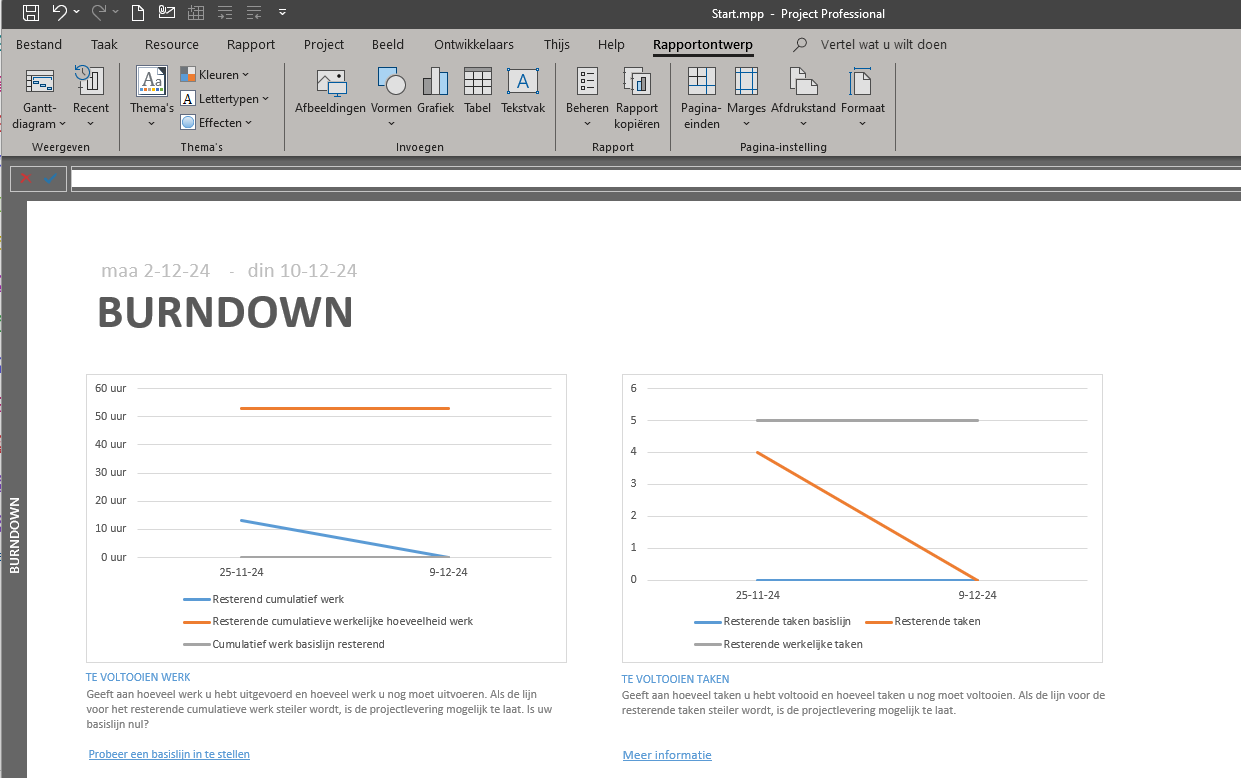 Start.mpp - Project Professional
Bestand Taak Resource Rapport Project Beeld Ontwikkelaars Thijs Help Rapportontwerp Vertel wat u wilt doen
Gantt-
diagram
Recent
Weergeven
Aa
Thema's
Kleuren
A Lettertypen
Effecten
Thema's
Afbeeldingen Vormen Grafiek Tabel
A
Tekstvak
Invoegen
Beheren
Rapport
kopiëren
Rapport
Pagina-
einden
Marges Afdrukstand Formaat
Pagina-instelling
BURNDOWN
maa 2-12-24 - din 10-12-24
BURNDOWN
60 uur
50 uur
40 uur
30 uur
20 uur
10 uur
0 uur
25-11-24 9-12-24
Resterend cumulatief werk
Resterende cumulatieve werkelijke hoeveelheid werk
Cumulatief werk basislijn resterend
TE VOLTOOIEN WERK
Geeft aan hoeveel werk u hebt uitgevoerd en hoeveel werk u nog moet uitvoeren. Als de lijn
voor het resterende cumulatieve werk steiler wordt, is de projectlevering mogelijk te laat. Is uw
basislijn nul?
Probeer een basislijn in te stellen
6
5
4
3
2
1
0
25-11-24 9-12-24
Resterende taken basislijn Resterende taken
Resterende werkelijke taken
TE VOLTOOIEN TAKEN
Geeft aan hoeveel taken u hebt voltooid en hoeveel taken u nog moet voltooien. Als de lijn voor de
resterende taken steiler wordt, is de projectlevering mogelijk te laat.
Meer informatie